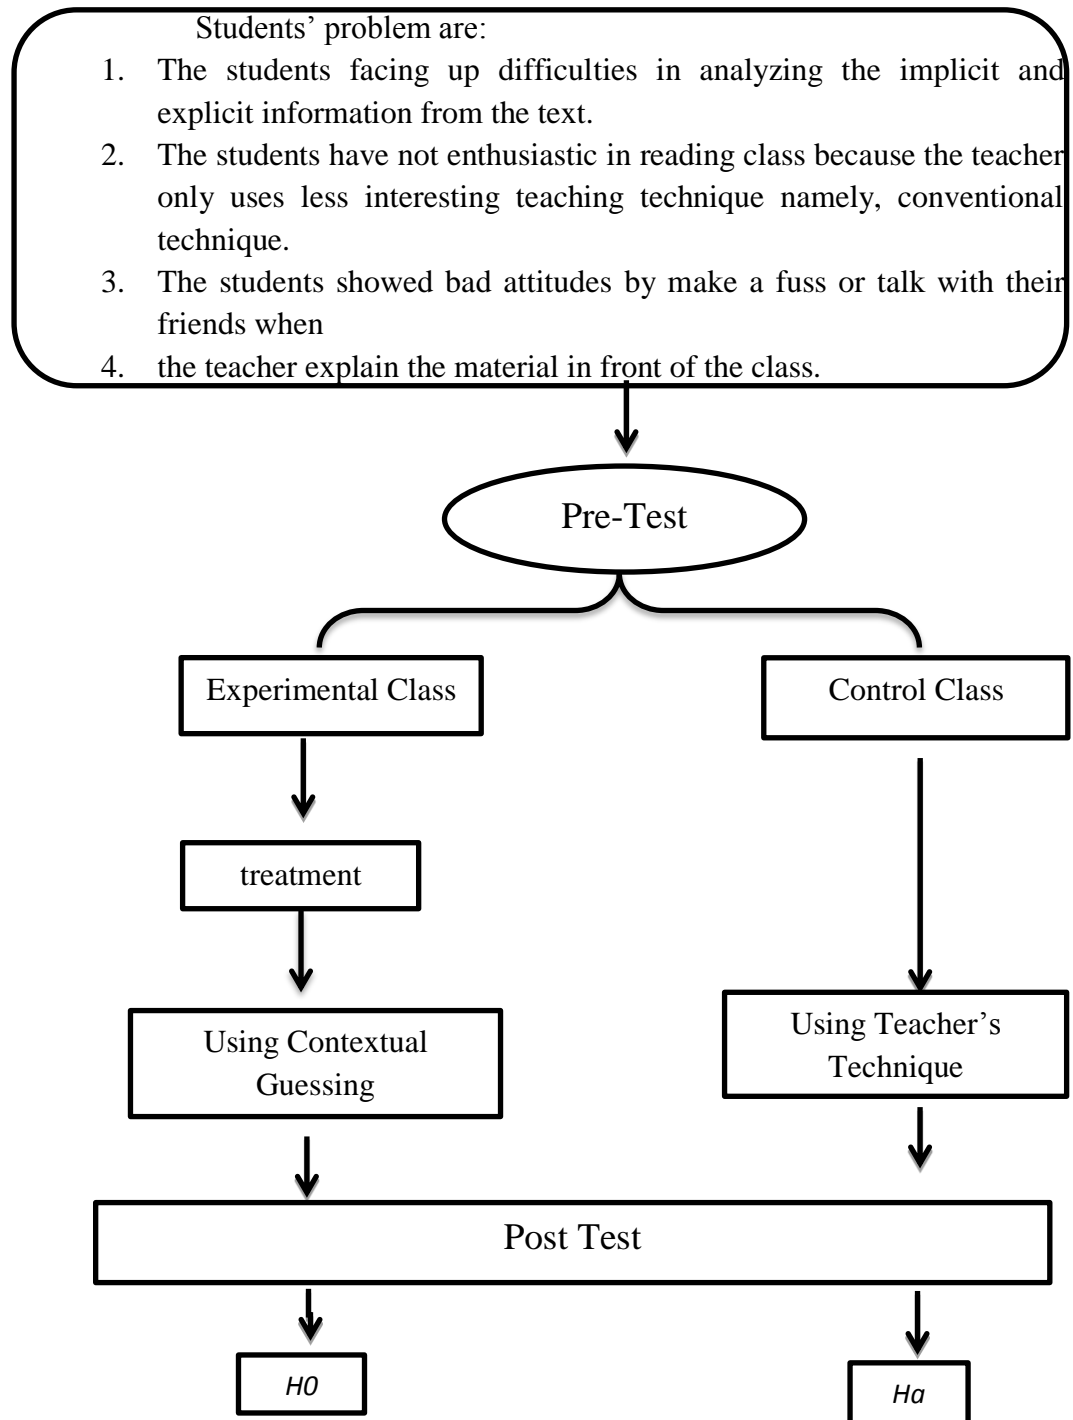 Students’ problem are:
1. The students facing up difficulties in analyzing the implicit and
explicit information from the text.
2. The students have not enthusiastic in reading class because the teacher
only uses less interesting teaching technique namely, conventional
technique.
3. The students showed bad attitudes by make a fuss or talk with their
friends when
4. the teacher explain the material in front of the class.
Pre-Test
Experimental Class
Control Class
treatment
Using Contextual
Guessing
Using Teacher’s
Technique
Post Test
H0
Ha